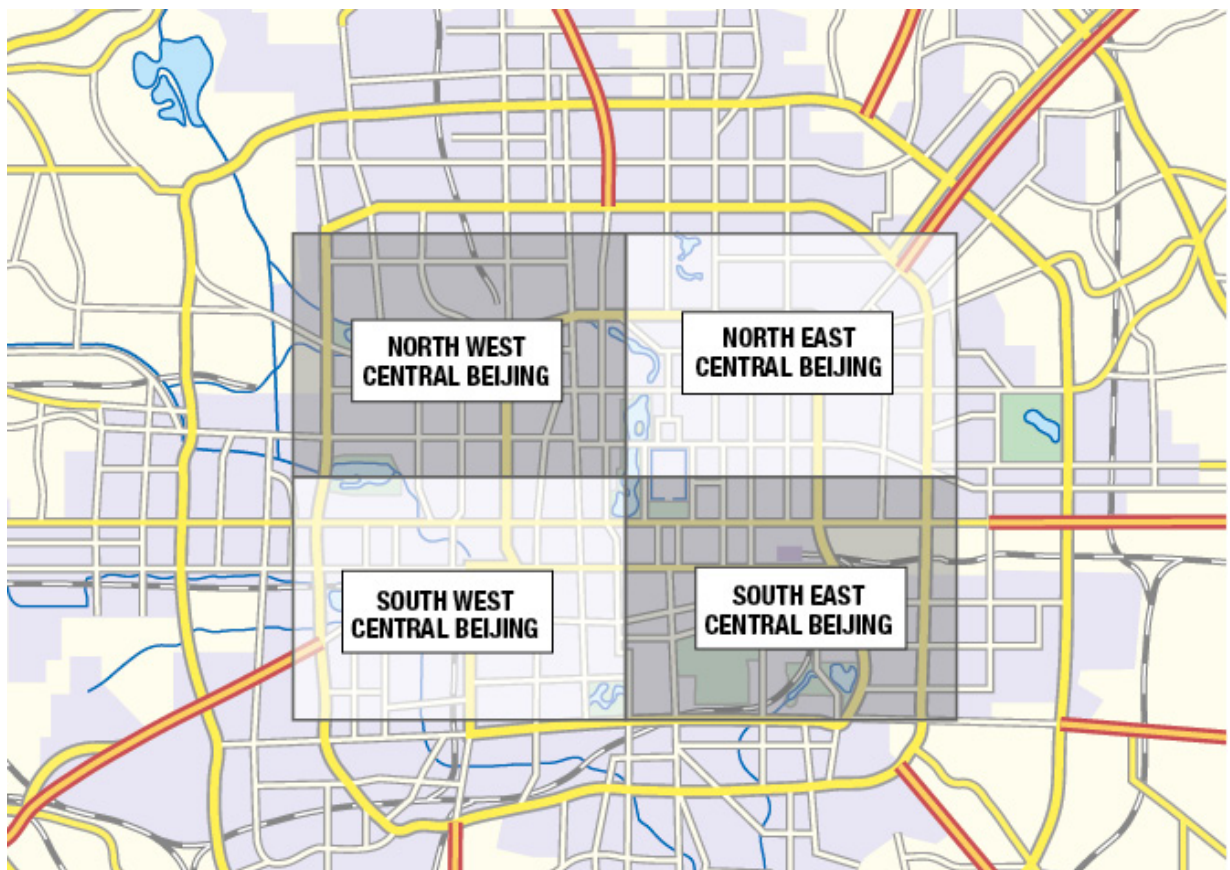 NORTH WEST
CENTRAL BEIJING
NORTH EAST
CENTRAL BEIJING
SOUTH WEST
CENTRAL BEIJING
SOUTH EAST
CENTRAL BEIJING